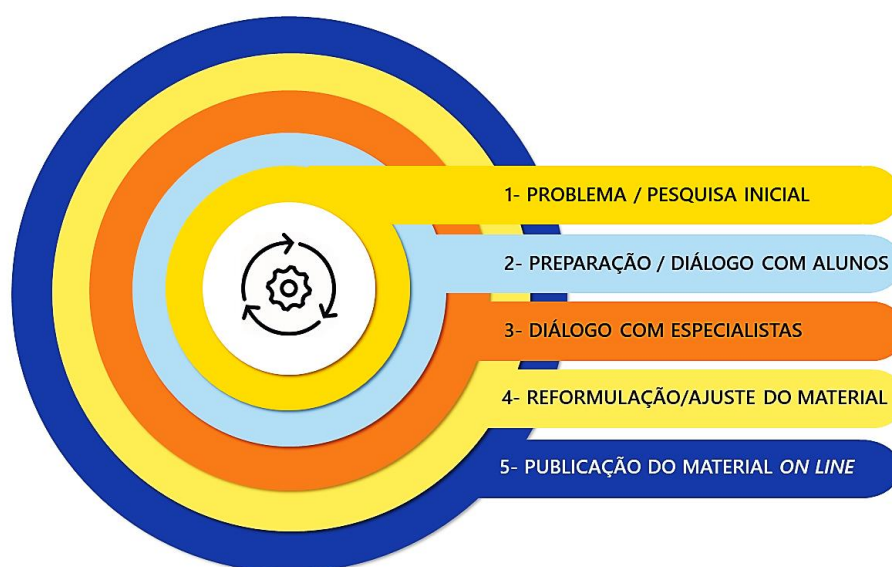 1- PROBLEMA / PESQUISA INICIAL
2- PREPARAÇÃO / DIÁLOGO COM ALUNOS
3- DIÁLOGO COM ESPECIALISTAS
4- REFORMULAÇÃO/AJUSTE DO MATERIAL
5- PUBLICAÇÃO DO MATERIAL ON LINE